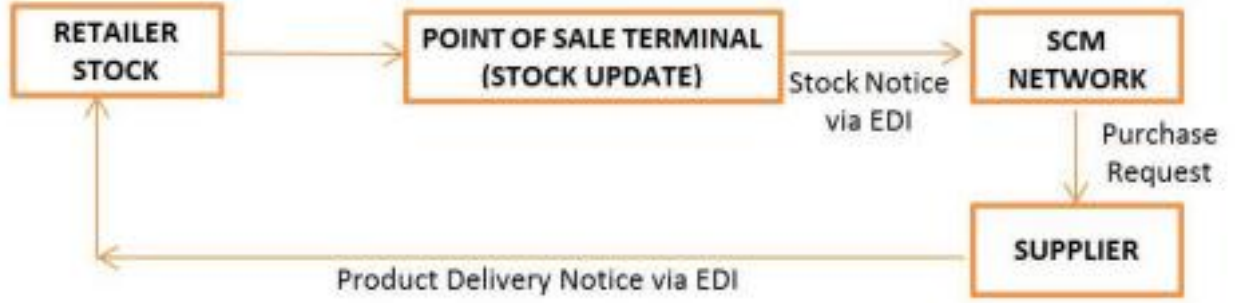 RETAILER
STOCK
POINT OF SALE TERMINAL
(STOCK UPDATE)
Stock Notice
via EDI
SCM
NETWORK
Purchase
Request
SUPPLIER
Product Delivery Notice via EDI